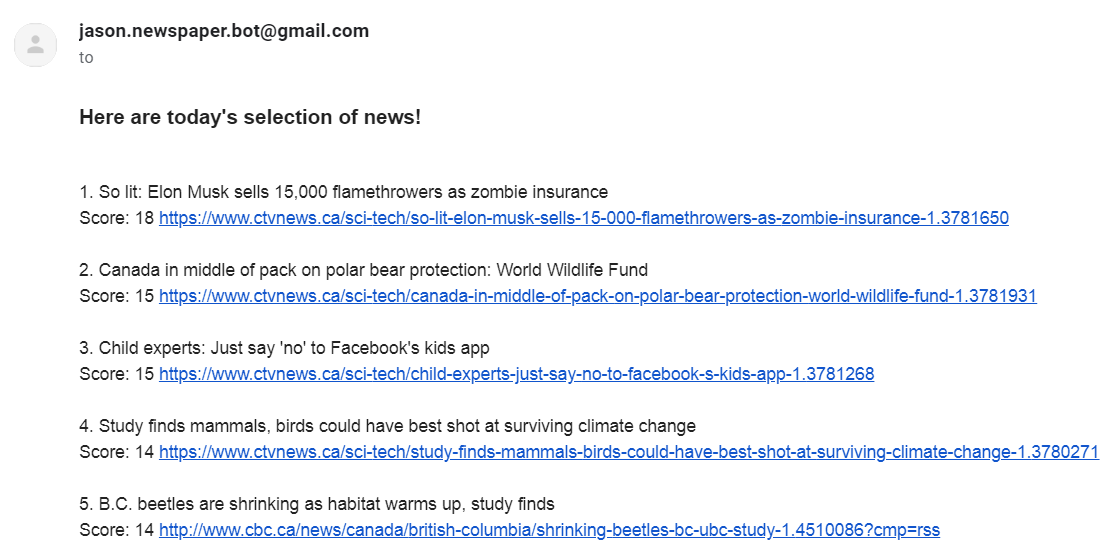 jason.newspaper.bot@gmail.com
to
Here are today's selection of news!
1. So lit: Elon Musk sells 15,000 flamethrowers as zombie insurance
Score: 18 https://www.ctvnews.ca/sci-tech/so-lit-elon-musk-sells-15-000-flamethrowers-as-zombie-insurance-1.3781650
2. Canada in middle of pack on polar bear protection: World Wildlife Fund
Score: 15 https://www.ctvnews.ca/sci-tech/canada-in-middle-of-pack-on-polar-bear-protection-world-wildlife-fund-1.3781931
3. Child experts: Just say 'no' to Facebook's kids app
Score: 15 https://www.ctvnews.ca/sci-tech/child-experts-just-say-no-to-facebook-s-kids-app-1.3781268
4. Study finds mammals, birds could have best shot at surviving climate change
Score: 14 https://www.ctvnews.ca/sci-tech/study-finds-mammals-birds-could-have-best-shot-at-surviving-climate-change-1.3780271
5. B.C. beetles are shrinking as habitat warms up, study finds
Score: 14 http://www.cbc.ca/news/canada/british-columbia/shrinking-beetles-bc-ubc-study-1.4510086?cmp=rss